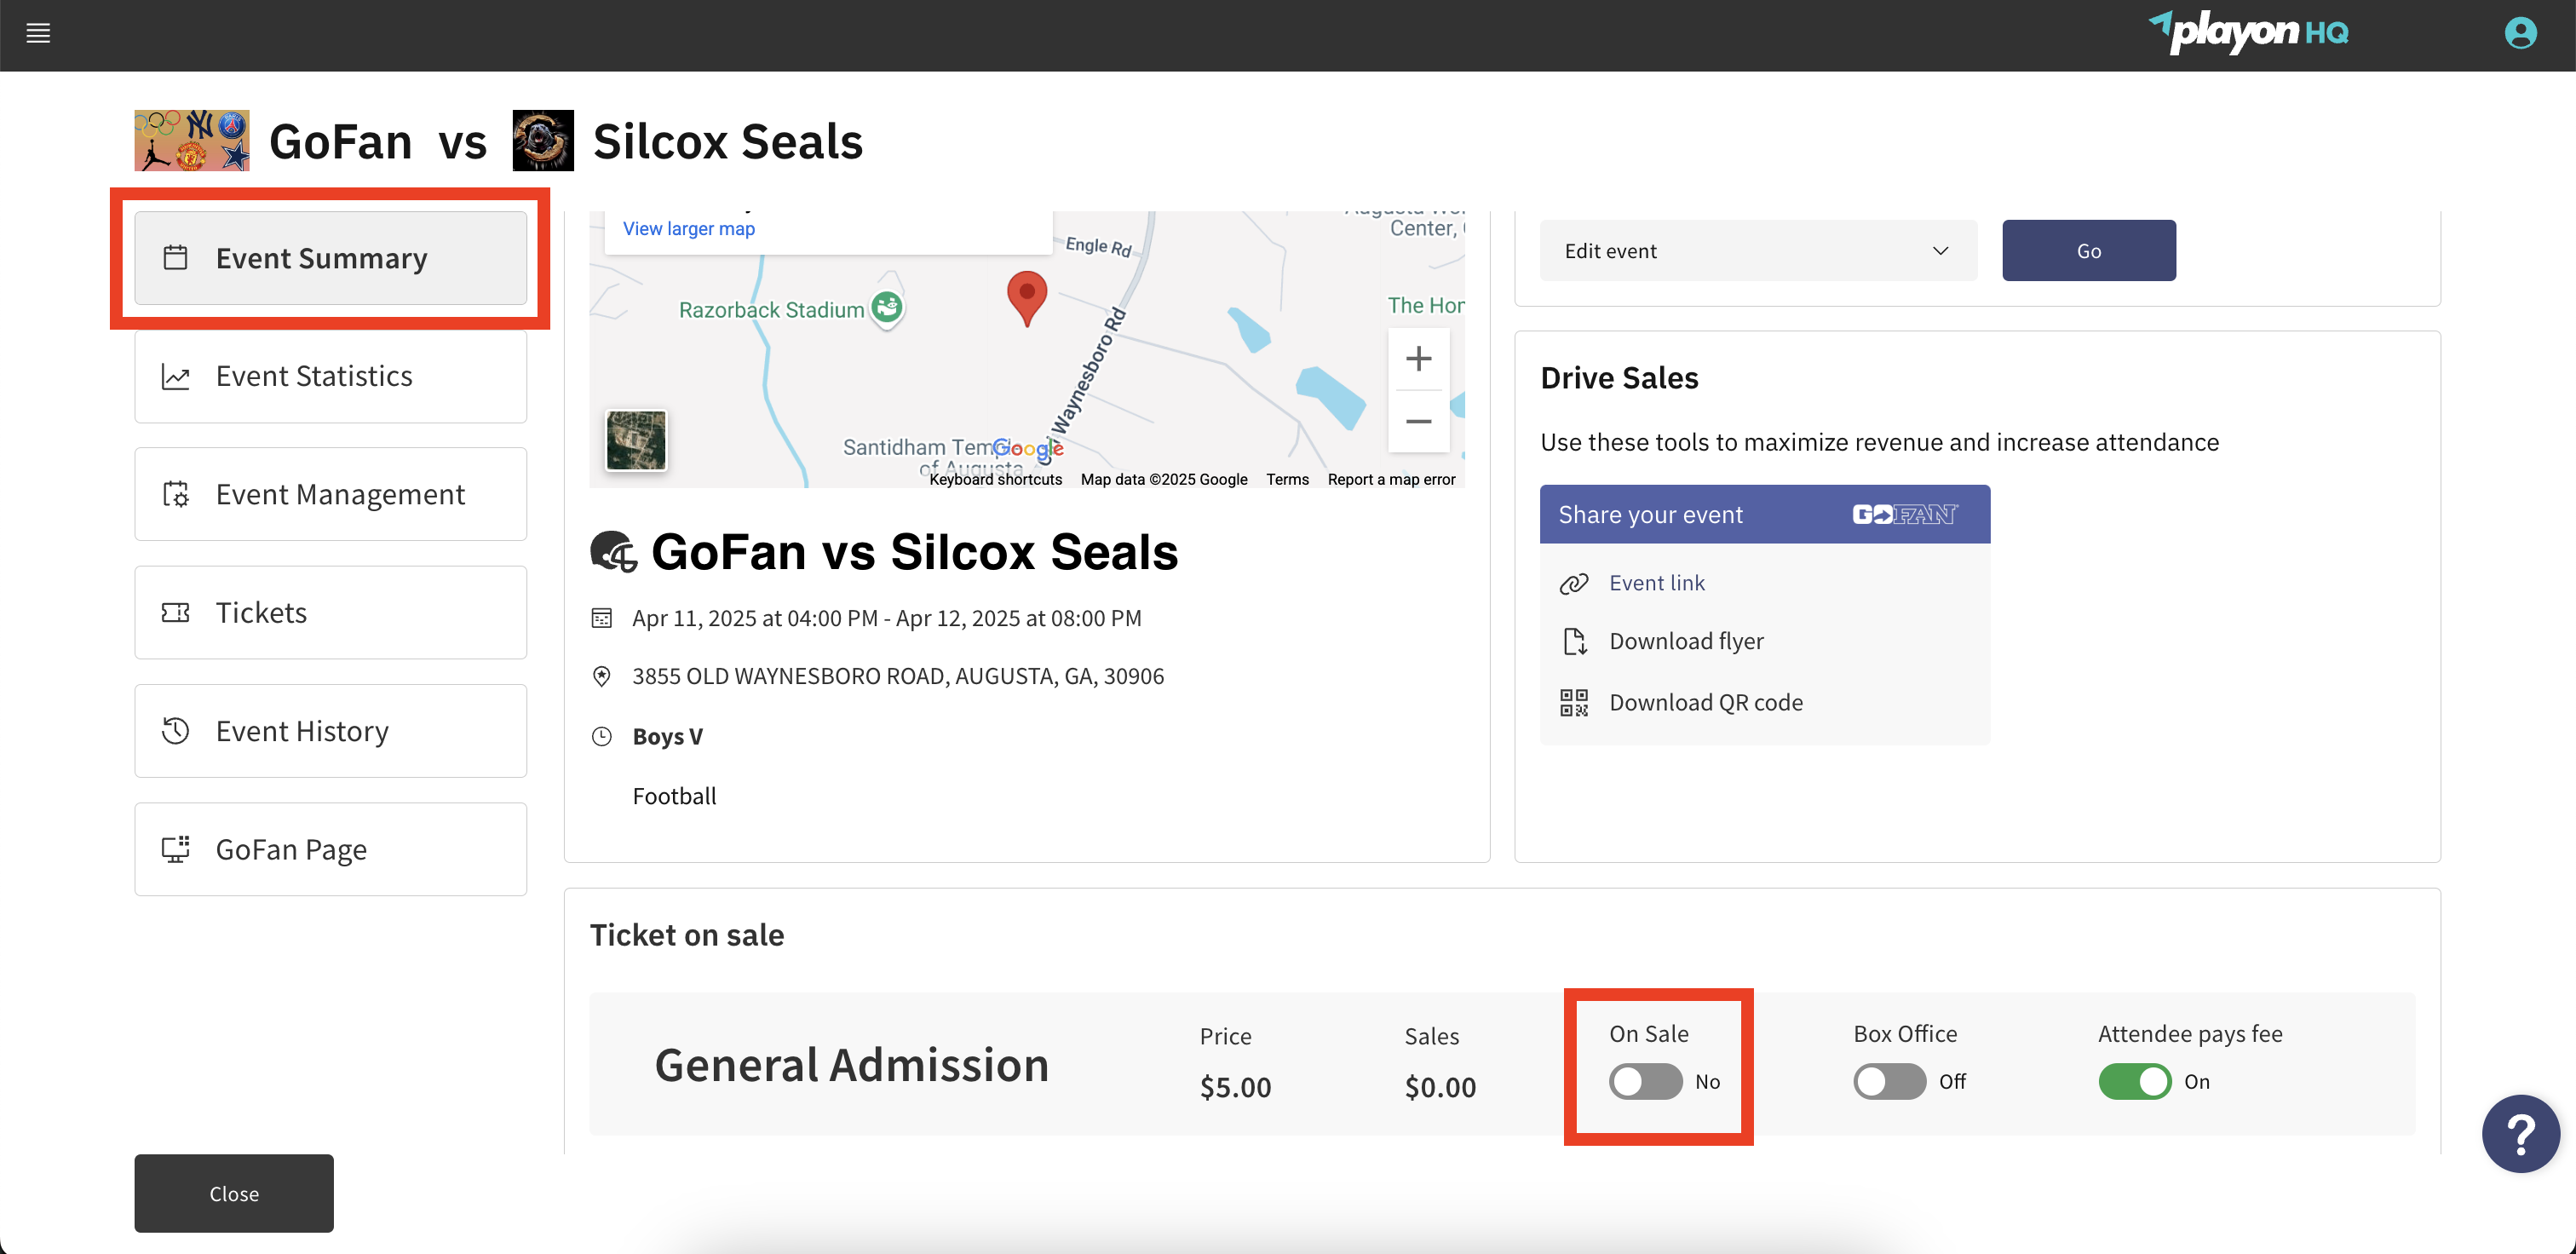 playon HQ
GoFan vs Silcox Seals
Event Summary
Event Statistics
Event Management
Tickets
Event History
GoFan Page
Close
View larger map
Engle Rd
Center,
Razorback Stadium
The Hor
Waynesboro Rd
Santidham Temple
of Augusta
Google
Keyboard shortcuts
Map data ©2025 Google
Terms
Report a map error
GoFan vs Silcox Seals
Apr 11, 2025 at 04:00 PM - Apr 12, 2025 at 08:00 PM
3855 OLD WAYNESBORO ROAD, AUGUSTA, GA, 30906
Boys V
Football
Edit event
Go
Drive Sales
Use these tools to maximize revenue and increase attendance
Share your event
GOFAN
Event link
Download flyer
Download QR code
Ticket on sale
General Admission
Price
$5.00
Sales
$0.00
On Sale
No
Box Office
Off
Attendee pays fee
On
?